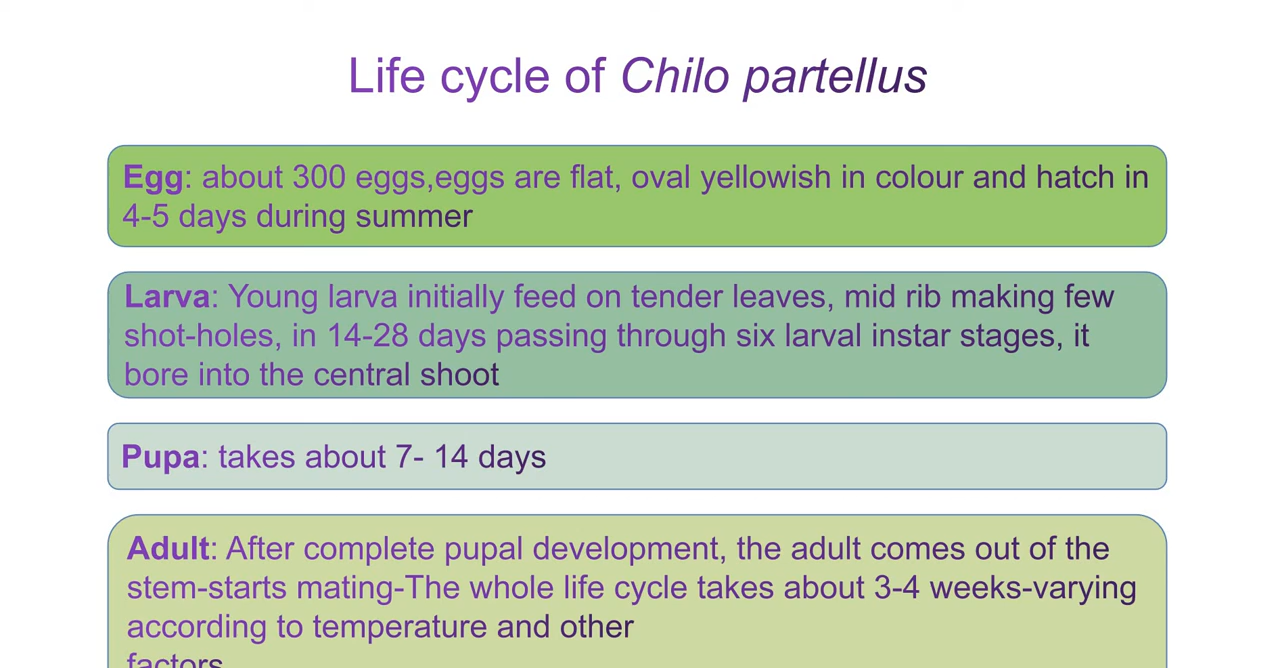 Life cycle of Chilo partellus
Egg: about 300 eggs,eggs are flat, oval yellowish in colour and hatch in
4-5 days during summer
Larva: Young larva initially feed on tender leaves, mid rib making few
shot-holes, in 14-28 days passing through six larval instar stages, it
bore into the central shoot
Pupa: takes about 7- 14 days
Adult: After complete pupal development, the adult comes out of the
stem-starts mating-The whole life cycle takes about 3-4 weeks-varying
according to temperature and other
factors